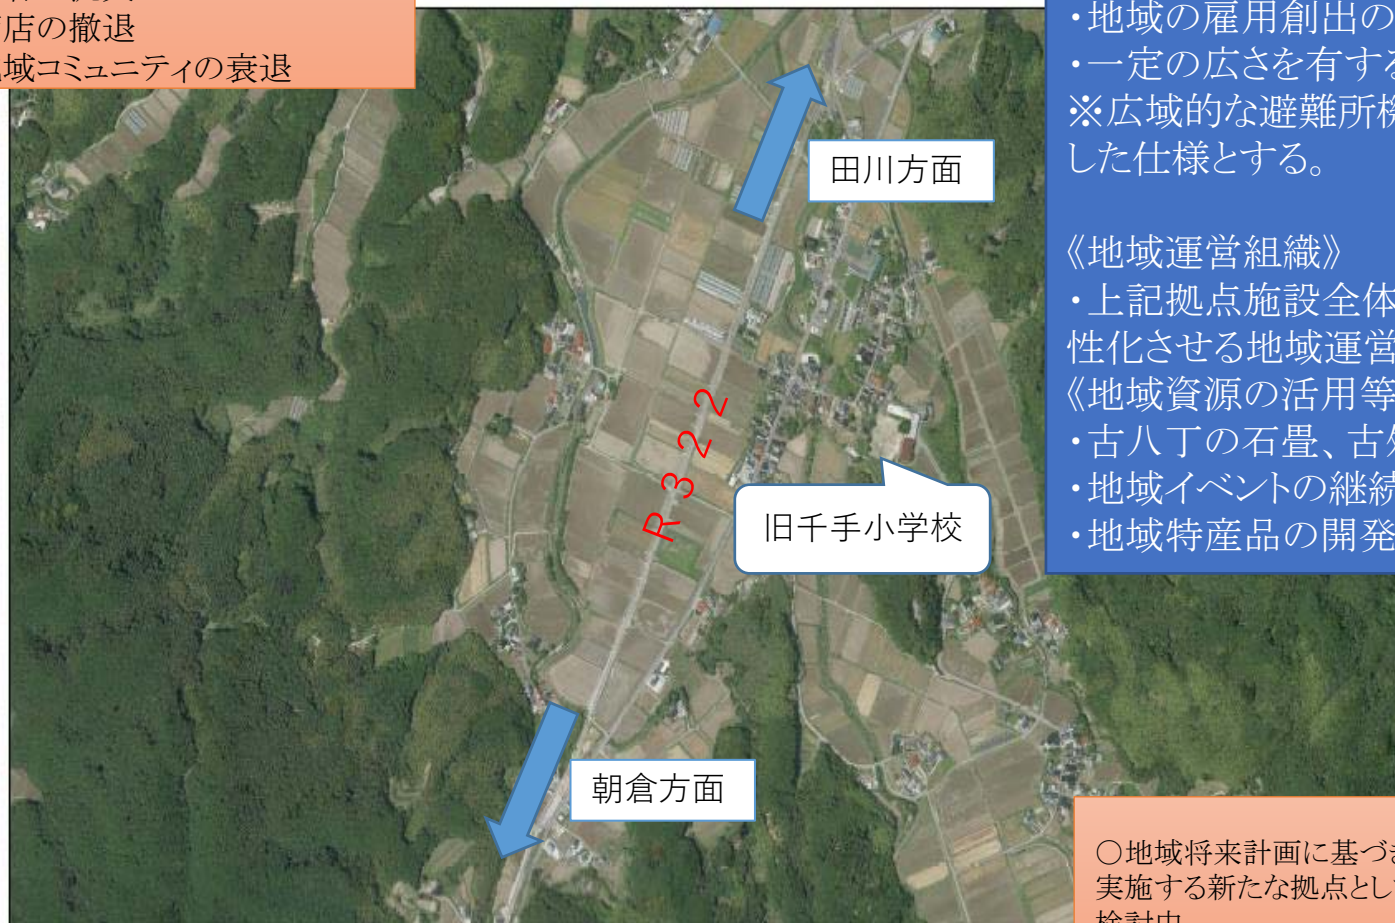 店の撤退
域コミュニティの衰退
・地域の雇用創出の
・一定の広さを有する
※広域的な避難所機
した仕様とする。
《地域運営組織》
・上記拠点施設全体
性化させる地域運営
《地域資源の活用等
・古八丁の石畳、古
・地域イベントの継続
・地域特産品の開発
田川方面
R322
旧千手小学校
朝倉方面
○地域将来計画に基づき
実施する新たな拠点として
検討中